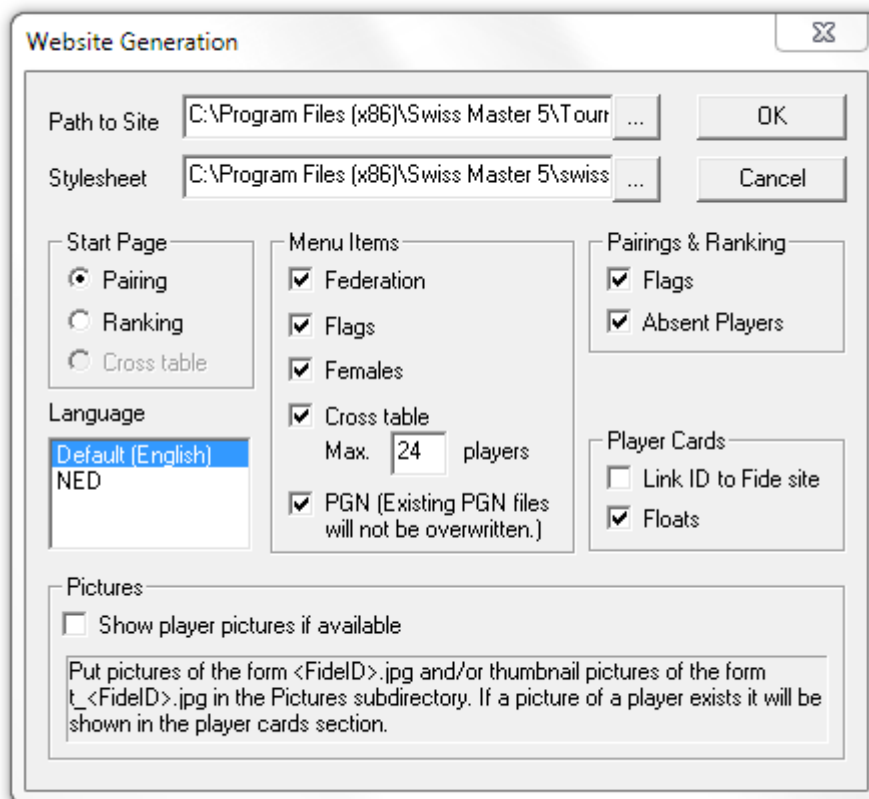 Website Generation
Path to Site C:\Program Files (x86)\Swiss Master 5\Tourn ... OK
Stylesheet C:\Program Files (x86)\Swiss Master 5\swiss ... Cancel
Start Page
Pairing
Ranking
Cross table
Language
Default (English)
NED
Menu Items
Federation
Flags
Females
Cross table
Max. 24 players
PGN (Existing PGN files
will not be overwritten.)
Pairings & Ranking
Flags
Absent Players
Player Cards
Link ID to Fide site
Floats
Pictures
Show player pictures if available
Put pictures of the form <FideID>.jpg and/or thumbnail pictures of the form
t_<FideID>.jpg in the Pictures subdirectory. If a picture of a player exists it will be
shown in the player cards section.